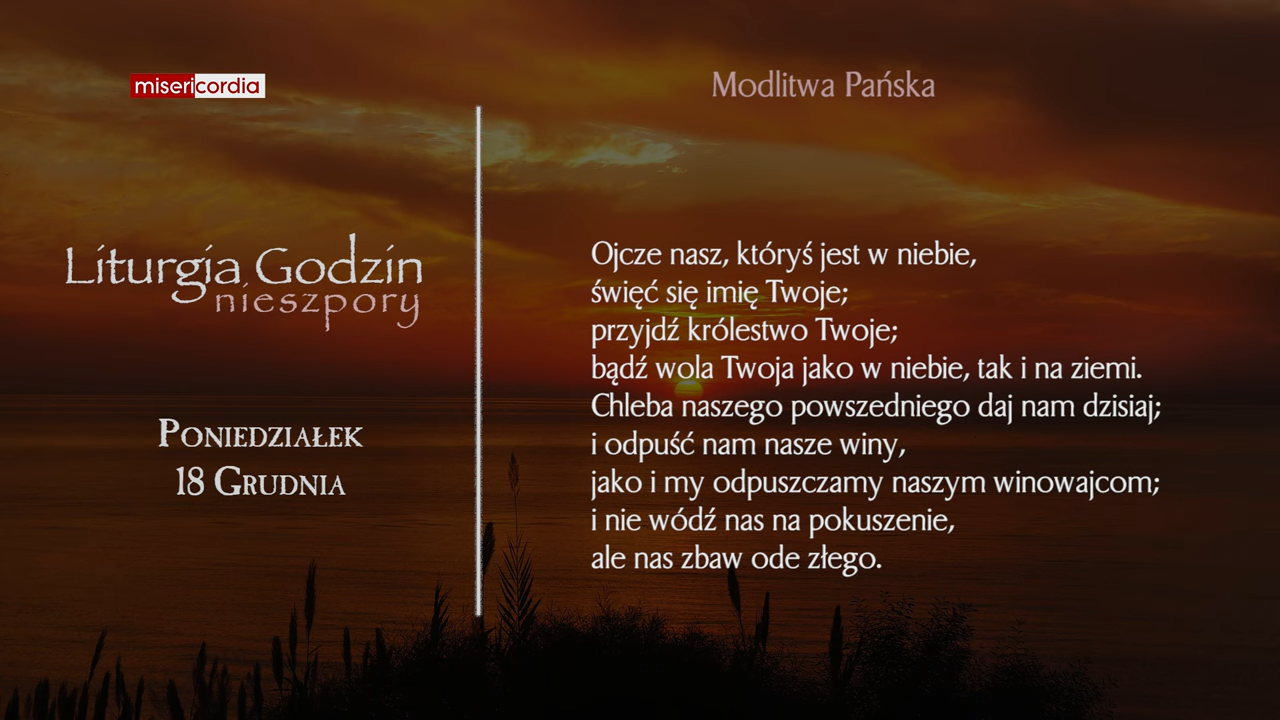 misericordia
Liturgia Godzin
nieszpory
Poniedziałek
18 Grudnia
Modlitwa Pańska
Ojcze nasz, któryś jest w niebie,
święć się imię Twoje;
przyjdź królestwo Twoje;
bądź wola Twoja jako w niebie, tak i na ziemi.
Chleba naszego powszedniego daj nam dzisiaj;
i odpuść nam nasze winy,
jako i my odpuszczamy naszym winowajcom;
i nie wódź nas na pokuszenie,
ale nas zbaw ode złego.